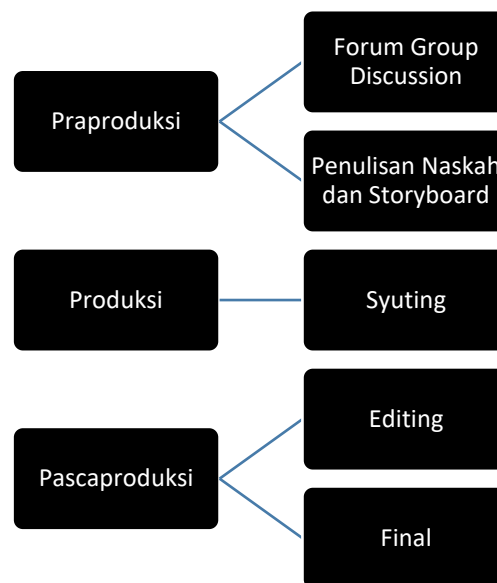 Praproduksi
Forum Group
Discussion
Penulisan Naskah
dan Storyboard
Produksi
Syuting
Pascaproduksi
Editing
Final